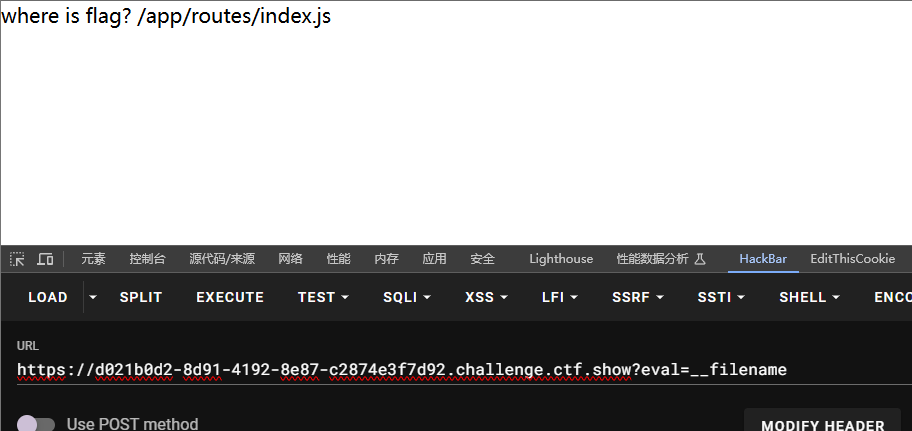 where is flag? /app/routes/index.js
元素 控制台 源代码/来源 网络 性能 内存 应用 安全 Lighthouse 性能数据分析 HackBar EditThisCookie
LOAD SPLIT EXECUTE TEST SQLI XSS LFI SSRF SSTI SHELL ENCO
URL
https://d021b0d2-8d91-4192-8e87-c2874e3f7d92.challenge.ctf.show?eval=__filename
Use POST method MODIFY HEADER